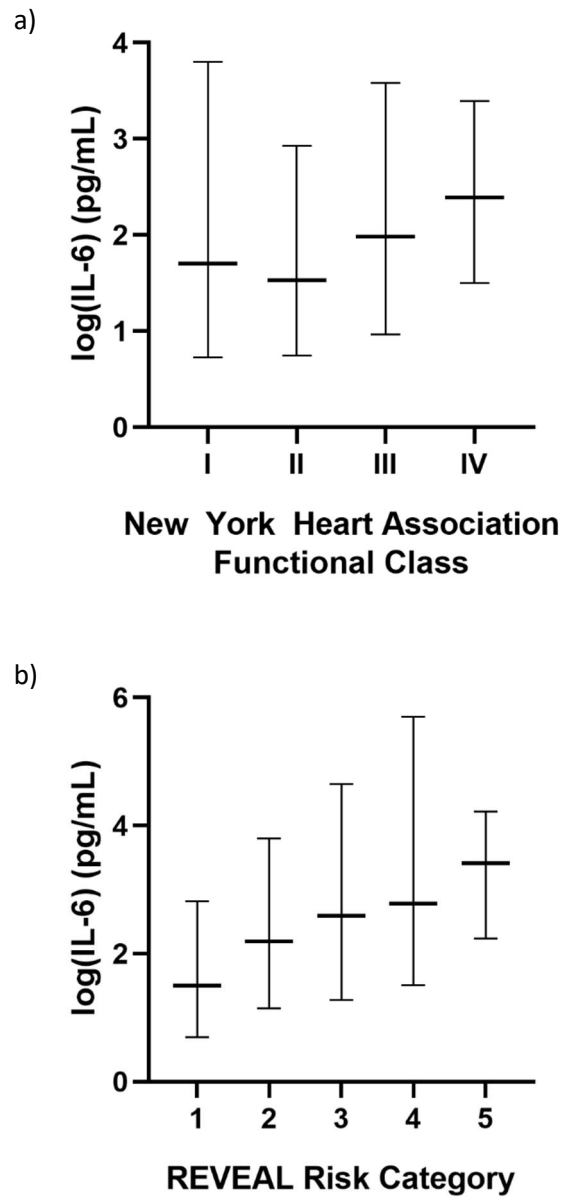 a)
log(IL-6) (pg/mL)
4
3
2
1
0
I II III IV
New York Heart Association
Functional Class
b)
log(IL-6) (pg/mL)
6
4
2
0
1 2 3 4 5
REVEAL Risk Category